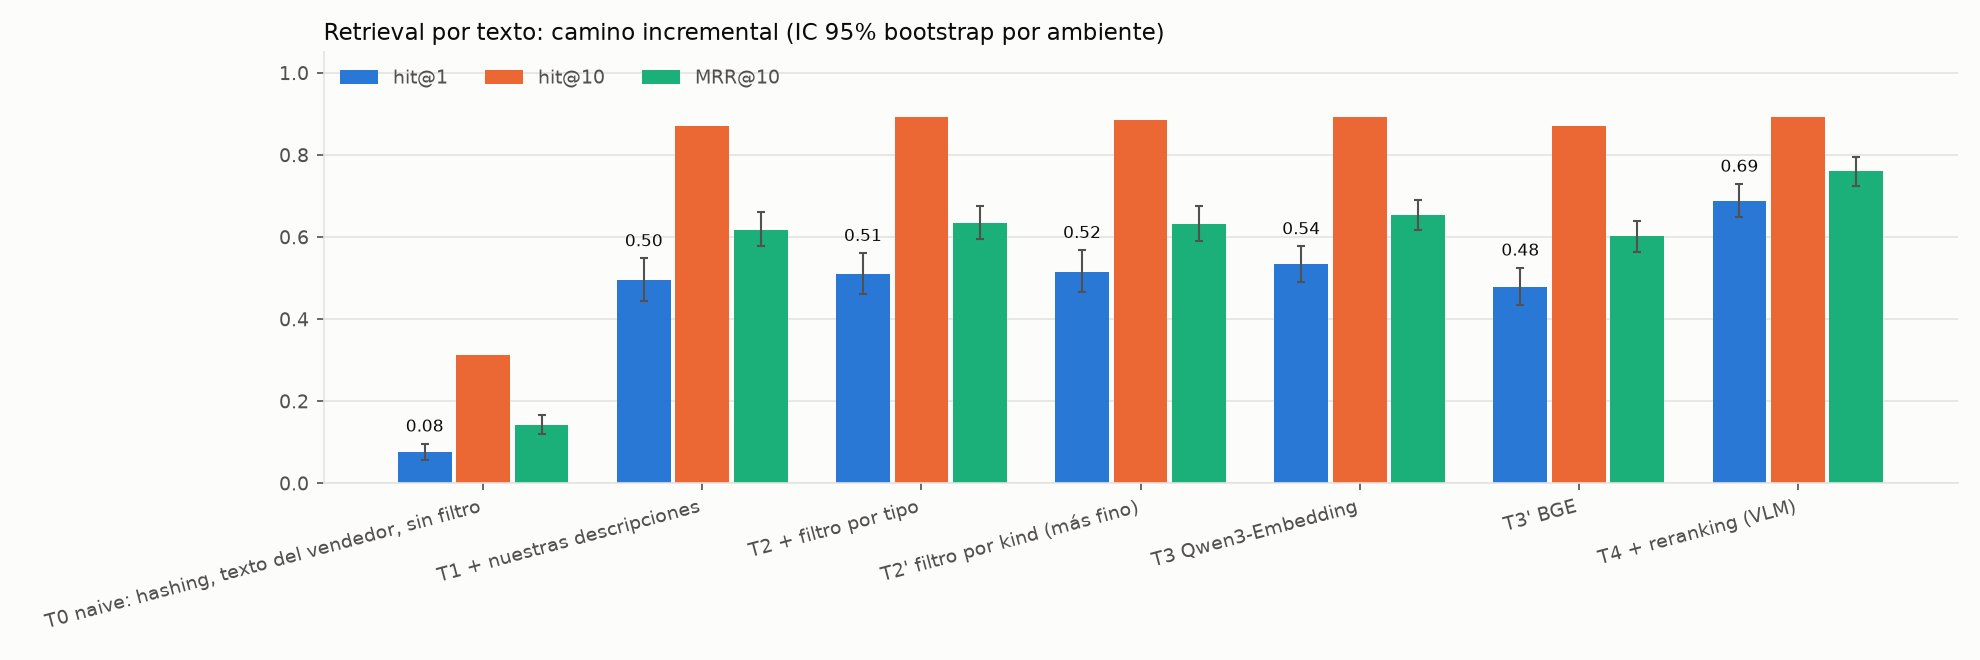 Retrieval por texto: camino incremental (IC 95% bootstrap por ambiente)
hit@1 hit@10 MRR@10
1.0
0.8
0.6
0.4
0.2
0.0
0.08
0.50
0.51
0.52
0.54
0.48
0.69
T0 naive: hashing, texto del vendedor, sin filtro
T1 + nuestras descripciones
T2 + filtro por tipo
T2' filtro por kind (más fino)
T3 Qwen3-Embedding
T3' BGE
T4 + reranking (VLM)